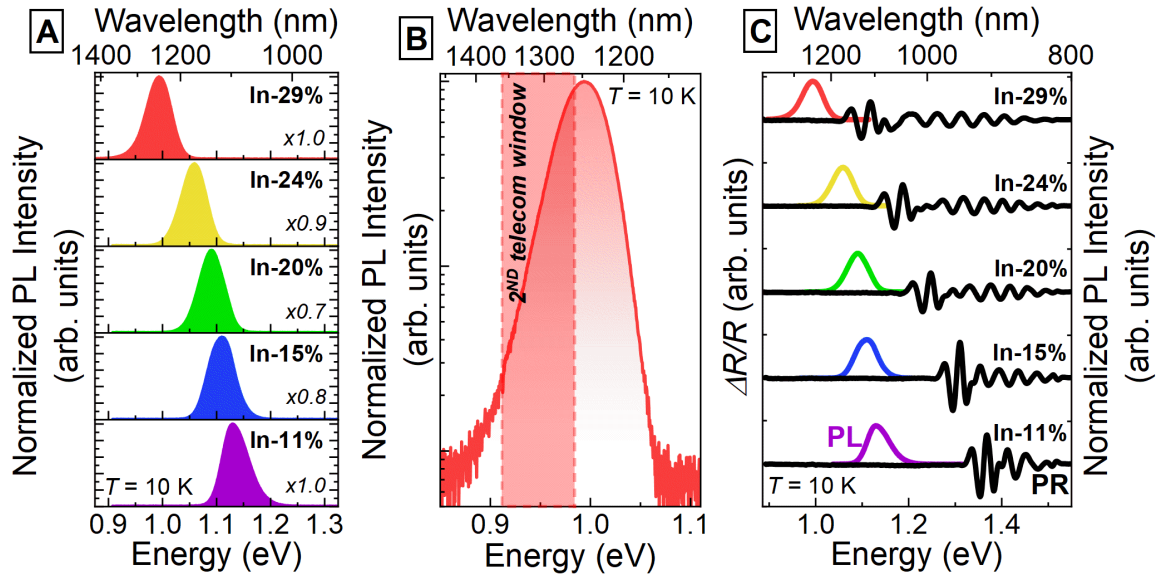 A
Wavelength (nm)
1400 1200 1000
Normalized PL Intensity
(arb. units)
In-29%
x1.0
In-24%
x0.9
In-20%
x0.7
In-15%
x0.8
In-11%
x1.0
T = 10 K
0.9 1.0 1.1 1.2 1.3
Energy (eV)
B
Wavelength (nm)
1400 1300 1200
Normalized PL Intensity
(arb. units)
T = 10 K
2ND telecom window
0.9 1.0 1.1
Energy (eV)
C
Wavelength (nm)
1200 1000 800
ΔR/R (arb. units)
In-29%
In-24%
In-20%
In-15%
In-11%
PL
PR
T = 10 K
1.0 1.2 1.4
Energy (eV)
Normalized PL Intensity
(arb. units)